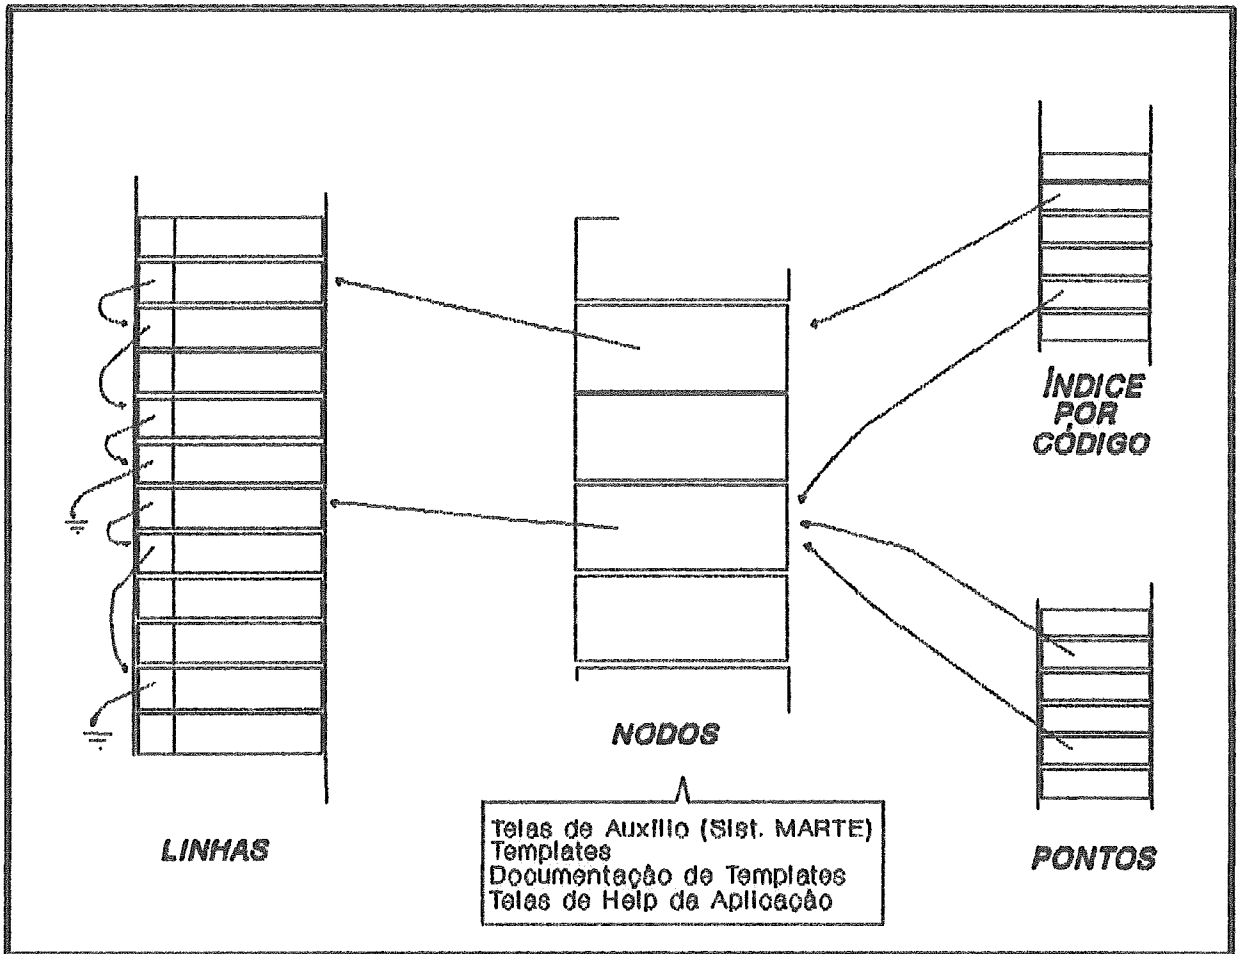 ÍNDICE
POR
CÓDIGO
NODOS
LINHAS
Telas de Auxílio (Sist. MARTE)
Templates
Documentação de Templates
Telas de Help da Aplicação
PONTOS